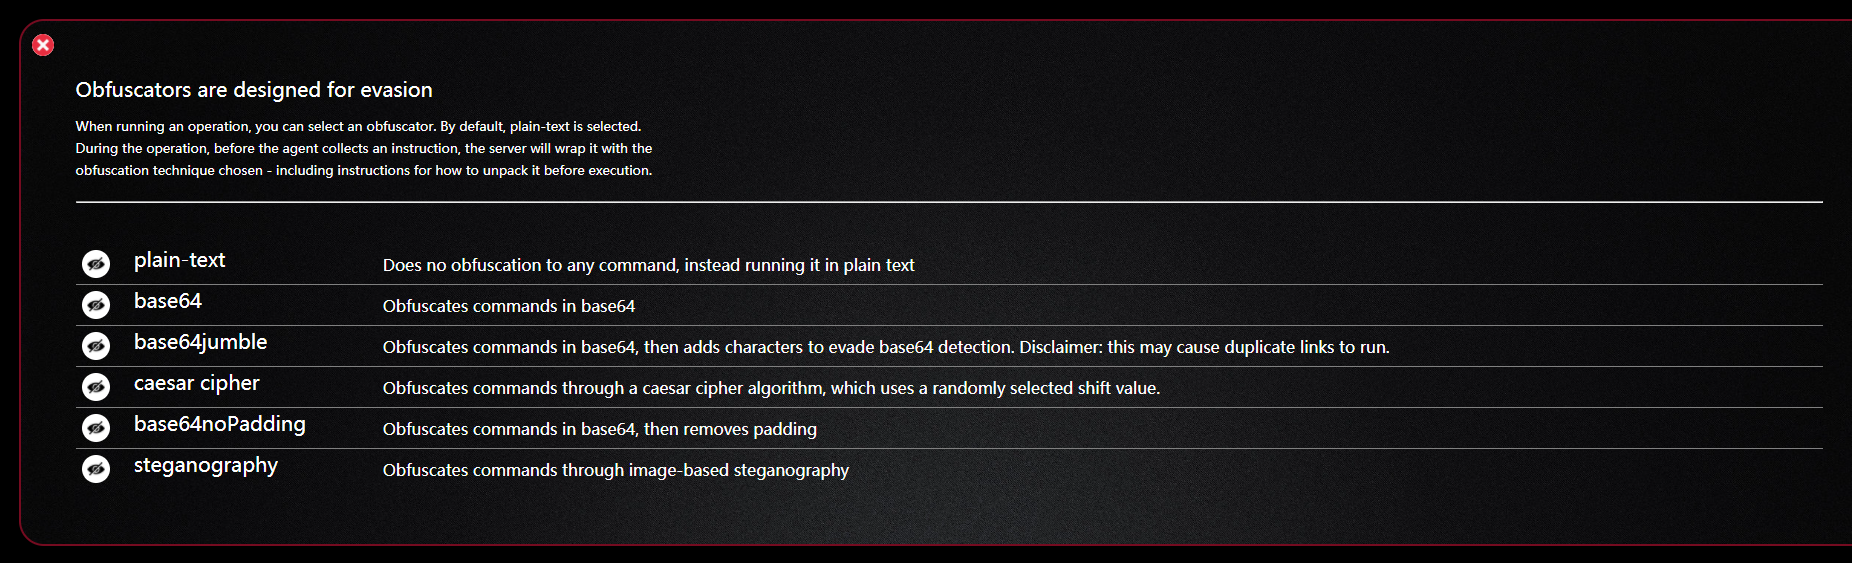 Obfuscators are designed for evasion
When running an operation, you can select an obfuscator. By default, plain-text is selected.
During the operation, before the agent collects an instruction, the server will wrap it with the
obfuscation technique chosen - including instructions for how to unpack it before execution.
plain-text Does no obfuscation to any command, instead running it in plain text
base64 Obfuscates commands in base64
base64jumble Obfuscates commands in base64, then adds characters to evade base64 detection. Disclaimer: this may cause duplicate links to run.
caesar cipher Obfuscates commands through a caesar cipher algorithm, which uses a randomly selected shift value.
base64noPadding Obfuscates commands in base64, then removes padding
steganography Obfuscates commands through image-based steganography